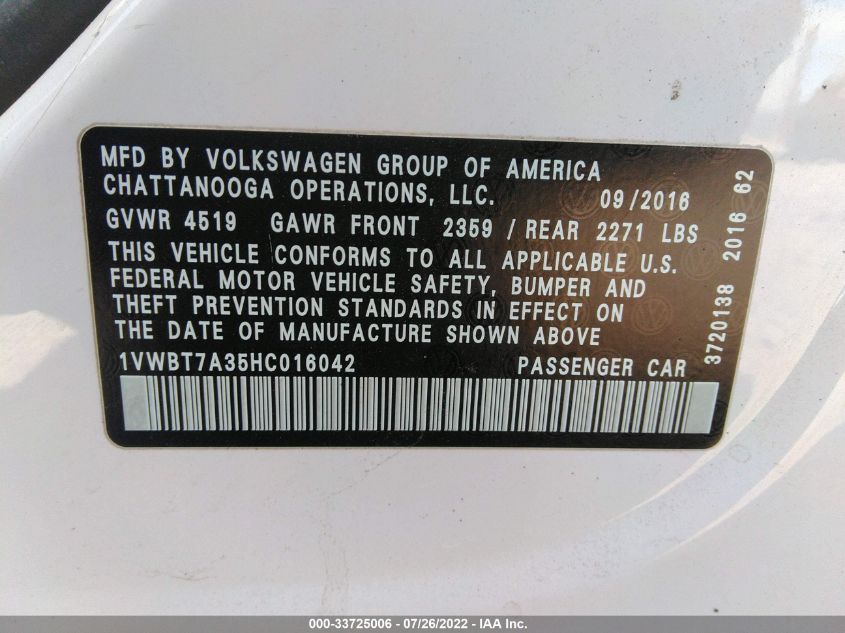 MFD BY VOLKSWAGEN GROUP OF AMERICA
CHATTANOOGA OPERATIONS, LLC. 09/2016
GVWR 4519 GAWR FRONT 2359 / REAR 2271 LBS
THIS VEHICLE CONFORMS TO ALL APPLICABLE U.S.
FEDERAL MOTOR VEHICLE SAFETY, BUMPER AND
THEFT PREVENTION STANDARDS IN EFFECT ON
THE DATE OF MANUFACTURE SHOWN ABOVE
1VWBT7A35HC016042 PASSENGER CAR
3720138 2016 62
000-33725006 - 07/26/2022 - IAA Inc.